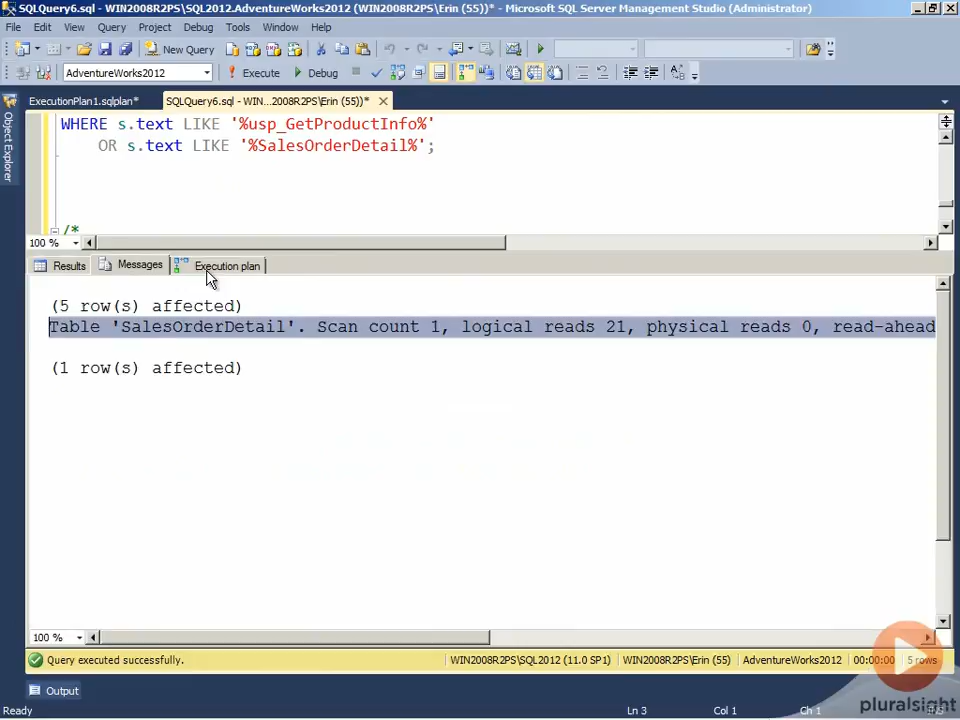 SQLQuery6.sql - WIN2008R2PS\SQL2012.AdventureWorks2012 (WIN2008R2PS\Erin (55))* - Microsoft SQL Server Management Studio (Administrator)
File Edit View Query Project Debug Tools Window Help
New Query
AdventureWorks2012 Execute Debug
Object Explorer
ExecutionPlan1.sqlplan* SQLQuery6.sql - WIN...2008R2PS\Erin (55))*
WHERE s.text LIKE '%usp_GetProductInfo%'
OR s.text LIKE '%SalesOrderDetail%';
/*
100 %
Results Messages Execution plan
(5 row(s) affected)
Table 'SalesOrderDetail'. Scan count 1, logical reads 21, physical reads 0, read-ahead
(1 row(s) affected)
100 %
Query executed successfully. WIN2008R2PS\SQL2012 (11.0 SP1) WIN2008R2PS\Erin (55) AdventureWorks2012 00:00:00 5 rows
Output
pluralsight
Ready Ln 3 Col 1 Ch 1